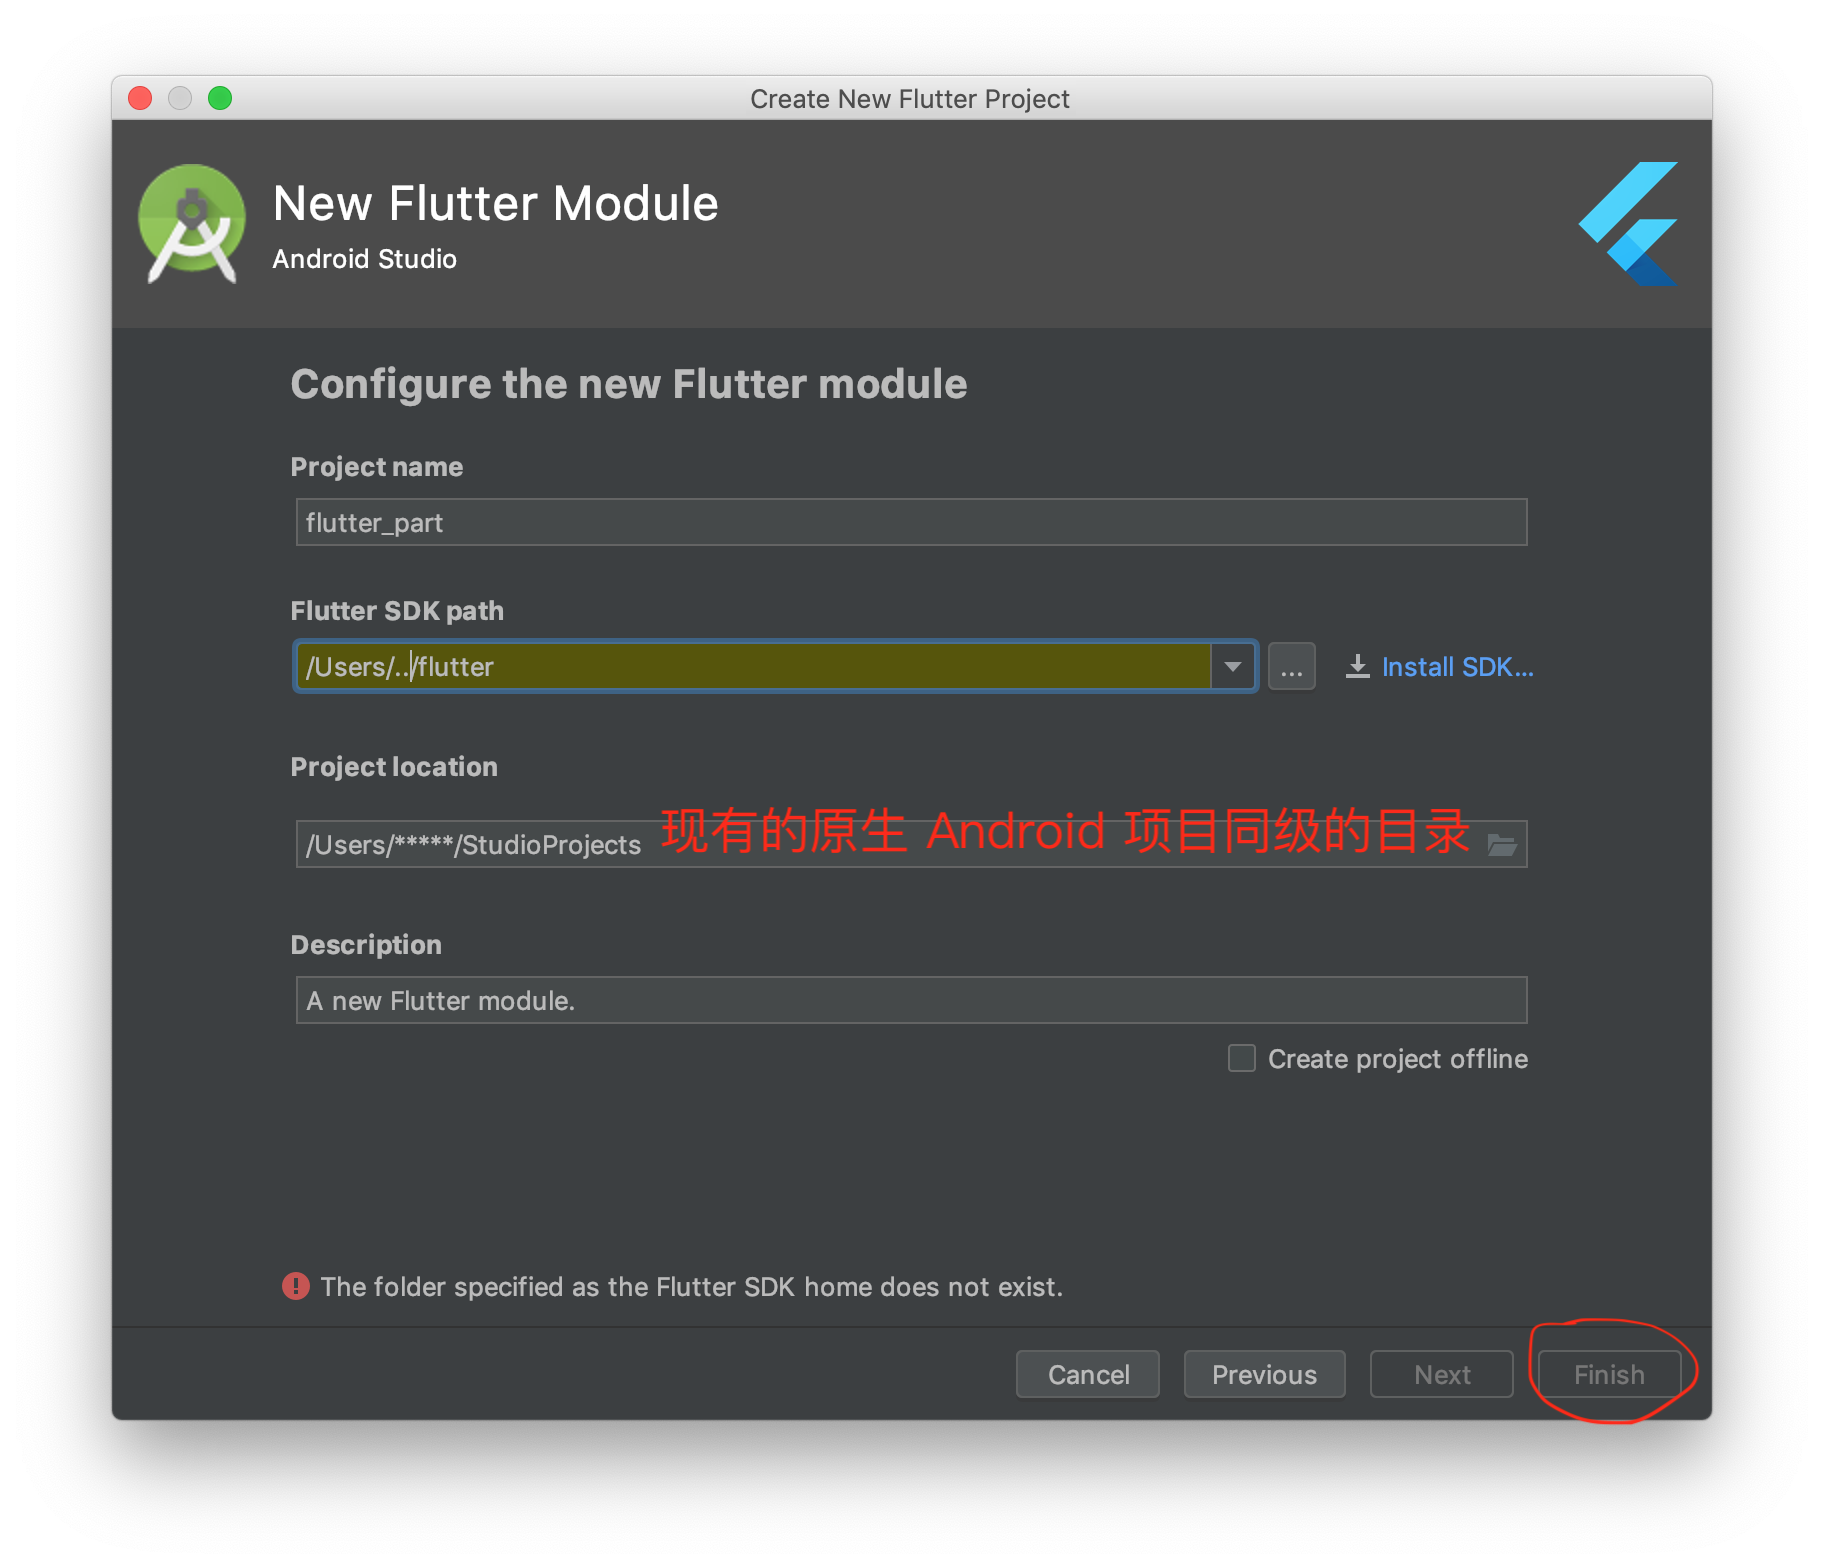 Create New Flutter Project
New Flutter Module
Android Studio
Configure the new Flutter module
Project name
flutter_part
Flutter SDK path
/Users/../flutter
...
Install SDK...
Project location
/Users/*****/StudioProjects
现有的原生 Android 项目同级的目录
Description
A new Flutter module.
Create project offline
The folder specified as the Flutter SDK home does not exist.
Cancel
Previous
Next
Finish